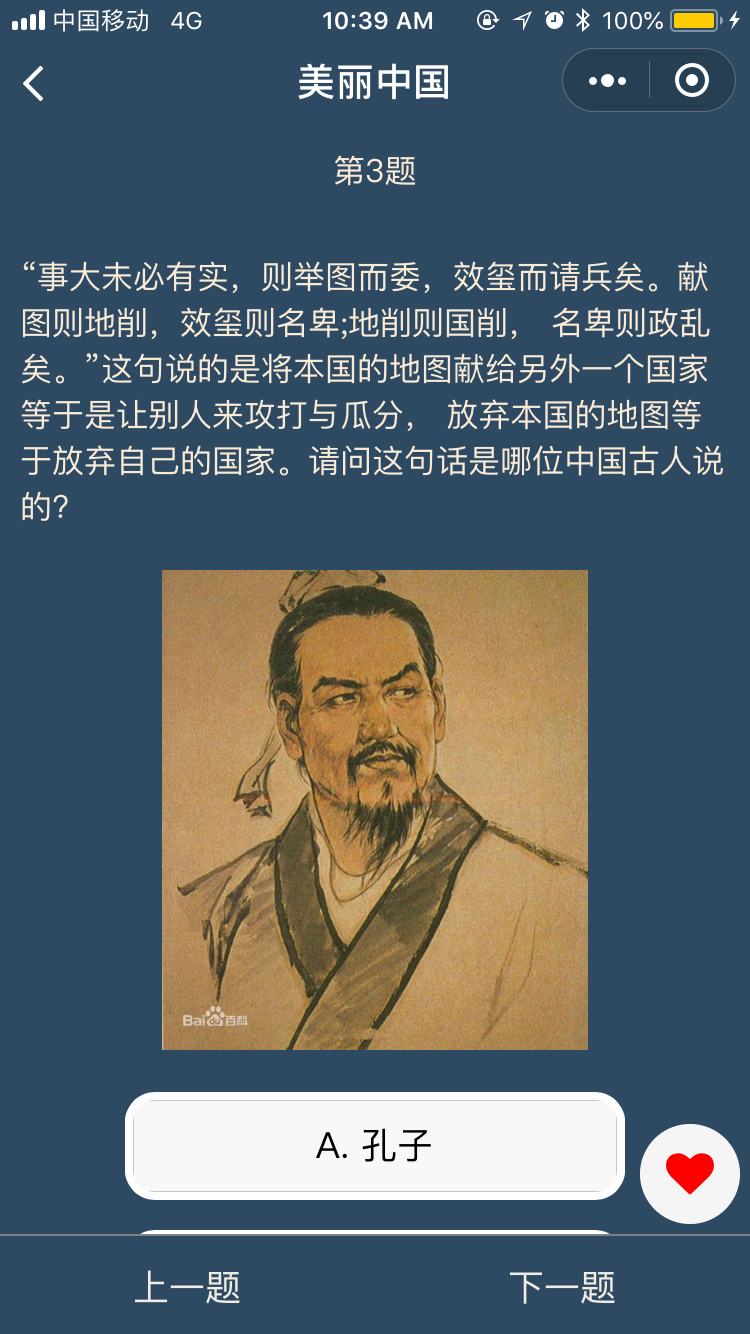 中国移动 4G 10:39 AM 100%
美丽中国
第3题
“事大未必有实，则举图而委，效玺而请兵矣。献
图则地削，效玺则名卑;地削则国削， 名卑则政乱
矣。”这句说的是将本国的地图献给另外一个国家
等于是让别人来攻打与瓜分， 放弃本国的地图等
于放弃自己的国家。请问这句话是哪位中国古人说
的?
Bai du 百科
A. 孔子
上一题 下一题